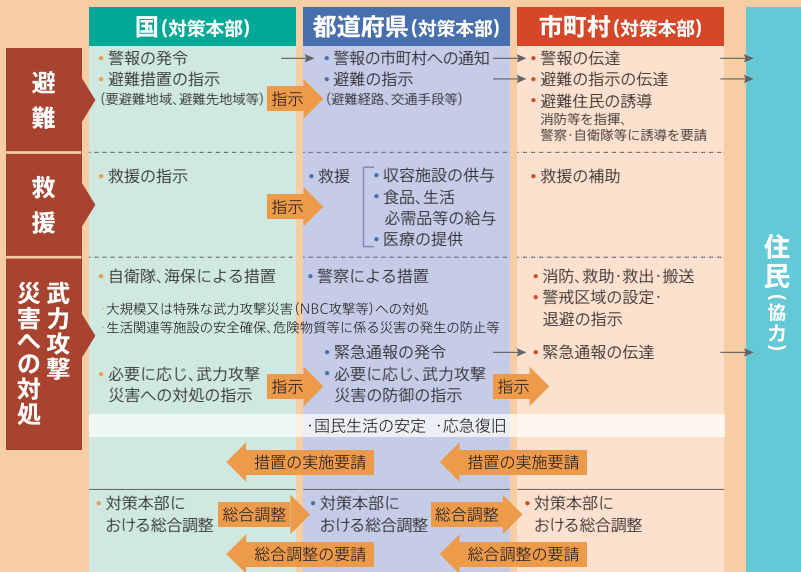 国(対策本部)
都道府県(対策本部)
市町村(対策本部)
避難
・警報の発令
・避難措置の指示
(要避難地域、避難先地域等)
指示
・警報の市町村への通知
・避難の指示
(避難経路、交通手段等)
・警報の伝達
・避難の指示の伝達
・避難住民の誘導
消防等を指揮、
警察・自衛隊等に誘導を要請
救援
・救援の指示
指示
・救援
・収容施設の供与
・食品、生活
必需品等の給与
・医療の提供
・救援の補助
武力攻撃
災害への対処
・自衛隊、海保による措置
・警察による措置
・消防、救助・救出・搬送
・警戒区域の設定・
退避の指示
・大規模又は特殊な武力攻撃災害(NBC攻撃等)への対処
・生活関連等施設の安全確保、危険物質等に係る災害の発生の防止等
・緊急通報の発令
・緊急通報の伝達
・必要に応じ、武力攻撃
災害への対処の指示
指示
・必要に応じ、武力攻撃
災害の防御の指示
指示
・国民生活の安定 ・応急復旧
措置の実施要請
措置の実施要請
・対策本部に
おける総合調整
総合調整
・対策本部に
おける総合調整
総合調整
・対策本部に
おける総合調整
総合調整の要請
総合調整の要請
住民(協力)